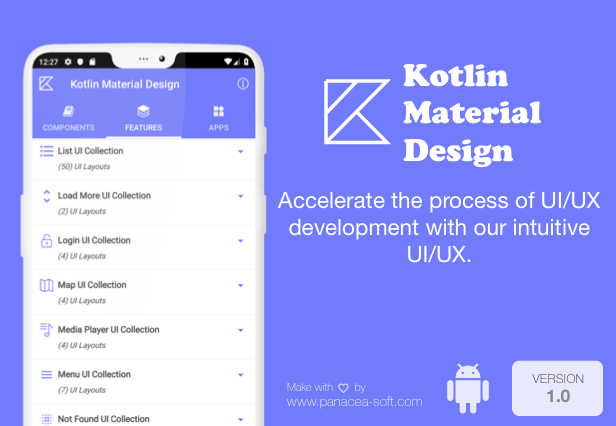 12:27
Kotlin Material Design
COMPONENTS
FEATURES
APPS
List UI Collection
(50) UI Layouts
Load More UI Collection
(2) UI Layouts
Login UI Collection
(4) UI Layouts
Map UI Collection
(4) UI Layouts
Media Player UI Collection
(4) UI Layouts
Menu UI Collection
(7) UI Layouts
Not Found UI Collection
Kotlin
Material
Design
Accelerate the process of UI/UX
development with our intuitive
UI/UX.
Make with by
www.panacea-soft.com
VERSION
1.0